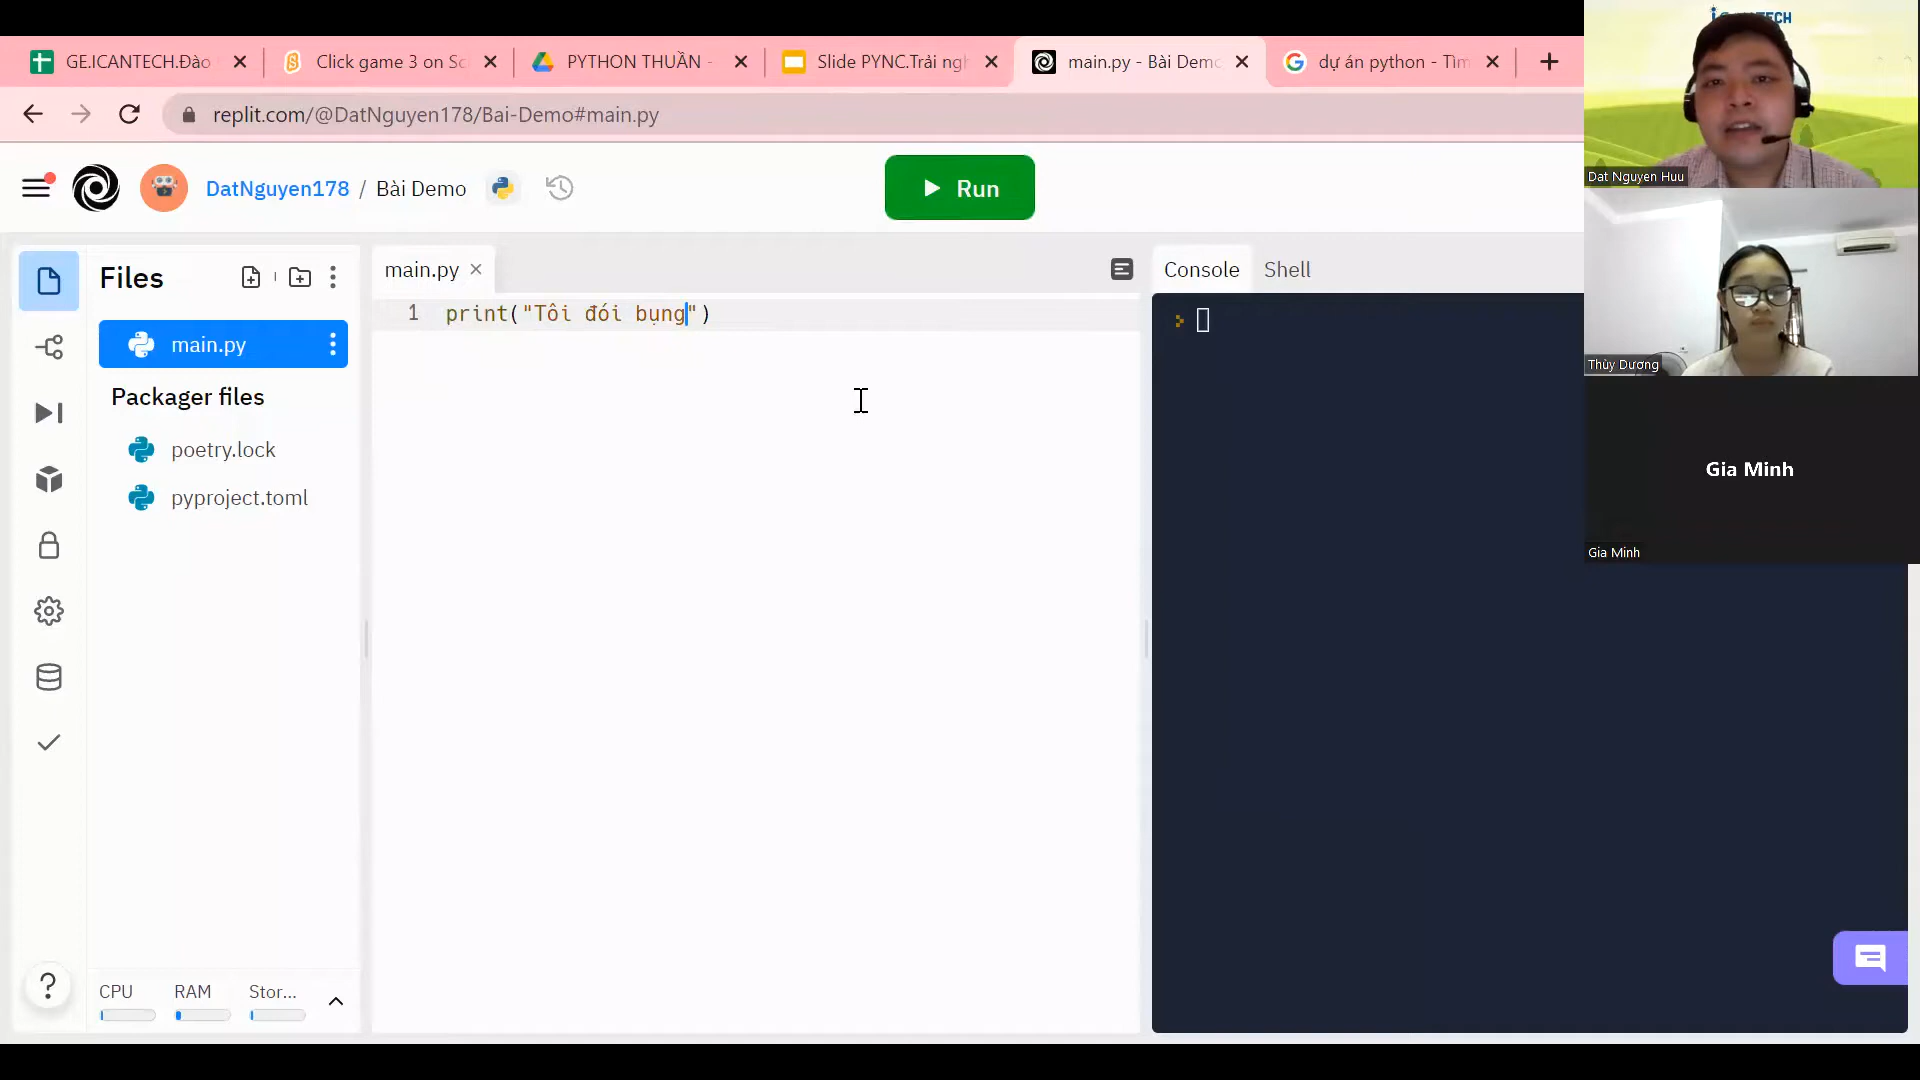 GE.ICANTECH.Đào
Click game 3 on Sc
PYTHON THUẦN -
Slide PYNC.Trải ngh
main.py - Bài Demo
dự án python - Tìm
replit.com/@DatNguyen178/Bai-Demo#main.py
DatNguyen178 / Bài Demo
Run
Files
main.py
Packager files
poetry.lock
pyproject.toml
CPU
RAM
Stor...
main.py
1 print("Tôi đói bụng")
Console
Shell
Dat Nguyen Huu
Thùy Dương
Gia Minh
Gia Minh